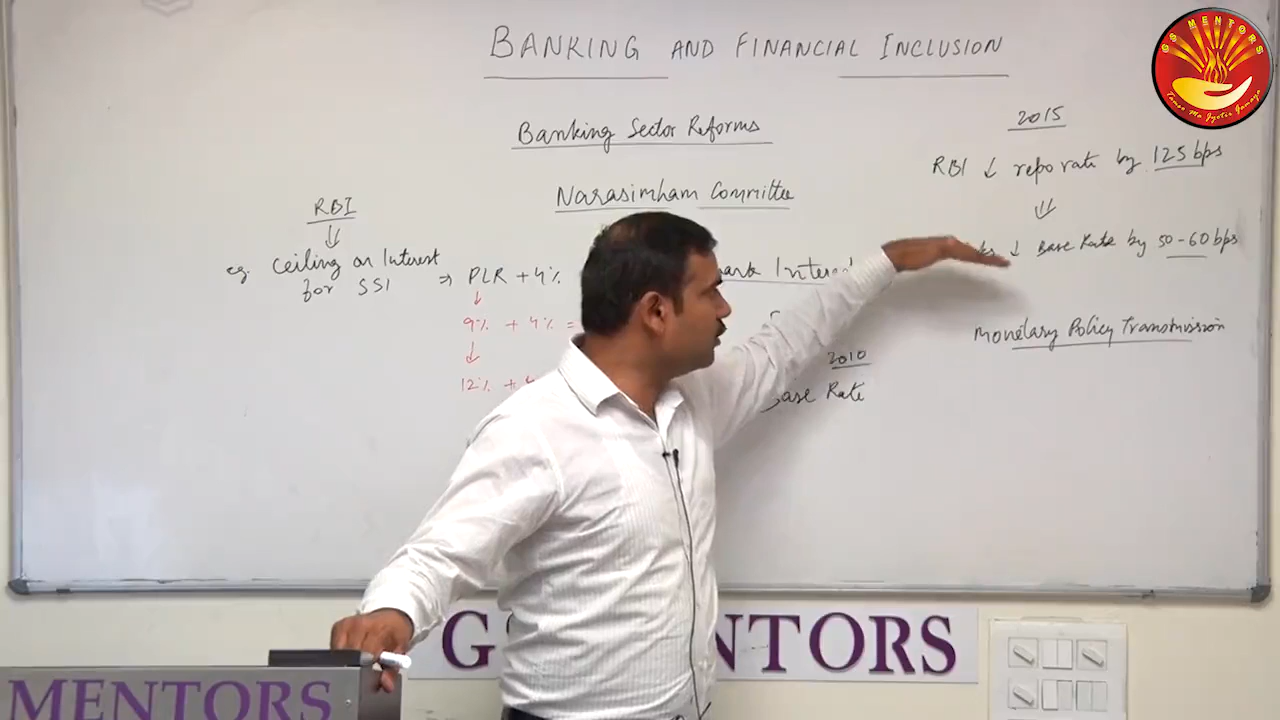 BANKING AND FINANCIAL INCLUSION
Banking Sector Reforms
Narasimham Committee
RBI
eg. Ceiling on Interest
for SSI → PLR + 4%
9% + 4% =
12% +
Interest
2010
Base Rate
2015
RBI ↓ repo rate by 125 bps
↓ Base Rate by 50-60 bps
Monetary Policy Transmission
GS MENTORS
Tamso Ma Jyotir Gamaya
MENTORS